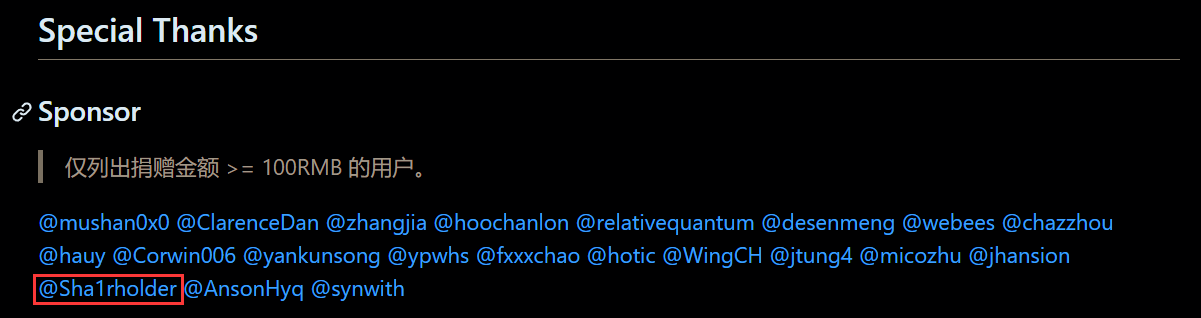 Special Thanks
Sponsor
仅列出捐赠金额 >= 100RMB 的用户。
@mushan0x0 @ClarenceDan @zhangjia @hoochanlon @relativequantum @desenmeng @webees @chazzhou
@hauy @Corwin006 @yankunsong @ypwhs @fxxxchao @hotic @WingCH @jtung4 @micozhu @jhansion
@Sha1rholder @AnsonHyq @synwith